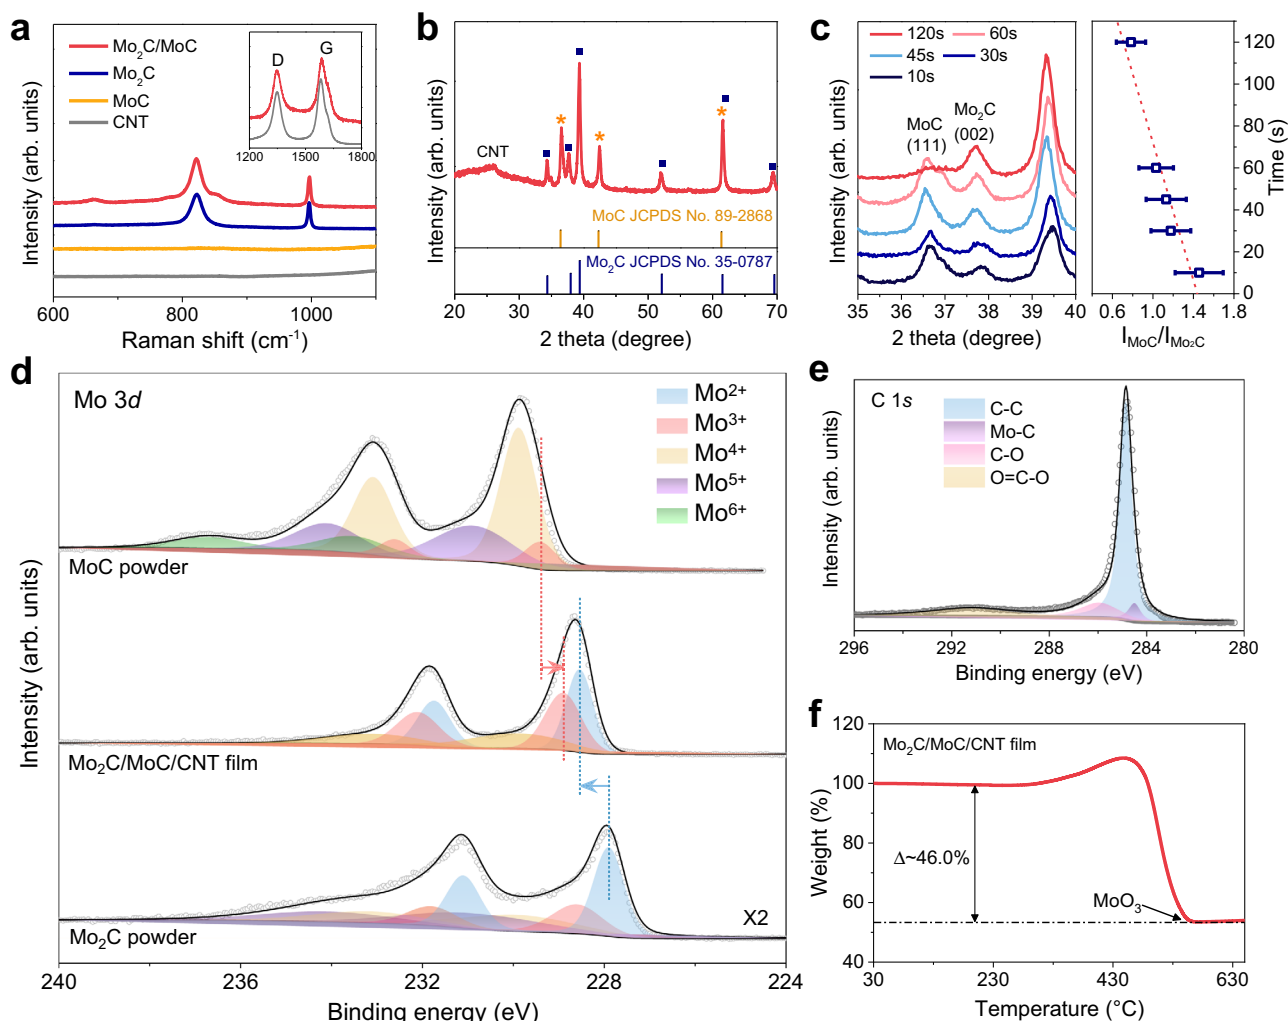 a
Intensity (arb. units)
Mo₂C/MoC
Mo₂C
MoC
CNT
D
G
1200 1400 1600 1800
600 800 1000
Raman shift (cm⁻¹)
b
Intensity (arb. units)
CNT
*
*
*
MoC JCPDS No. 89-2868
Mo₂C JCPDS No. 35-0787
20 30 40 50 60 70
2 theta (degree)
c
Intensity (arb. units)
120s 60s
45s 30s
10s
MoC
(111)
Mo₂C
(002)
35 36 37 38 39 40
2 theta (degree)
120
100
80
60
40
20
0
Time (s)
0.6 1.0 1.4 1.8
I_MoC/I_Mo₂C
d
Intensity (arb. units)
Mo 3d
Mo²⁺
Mo³⁺
Mo⁴⁺
Mo⁵⁺
Mo⁶⁺
MoC powder
Mo₂C/MoC/CNT film
X2
Mo₂C powder
240 236 232 228 224
Binding energy (eV)
e
Intensity (arb. units)
C 1s
C-C
Mo-C
C-O
O=C-O
296 292 288 284 280
Binding energy (eV)
f
Weight (%)
120
100
80
60
40
Mo₂C/MoC/CNT film
Δ~46.0%
MoO₃
30 230 430 630
Temperature (°C)